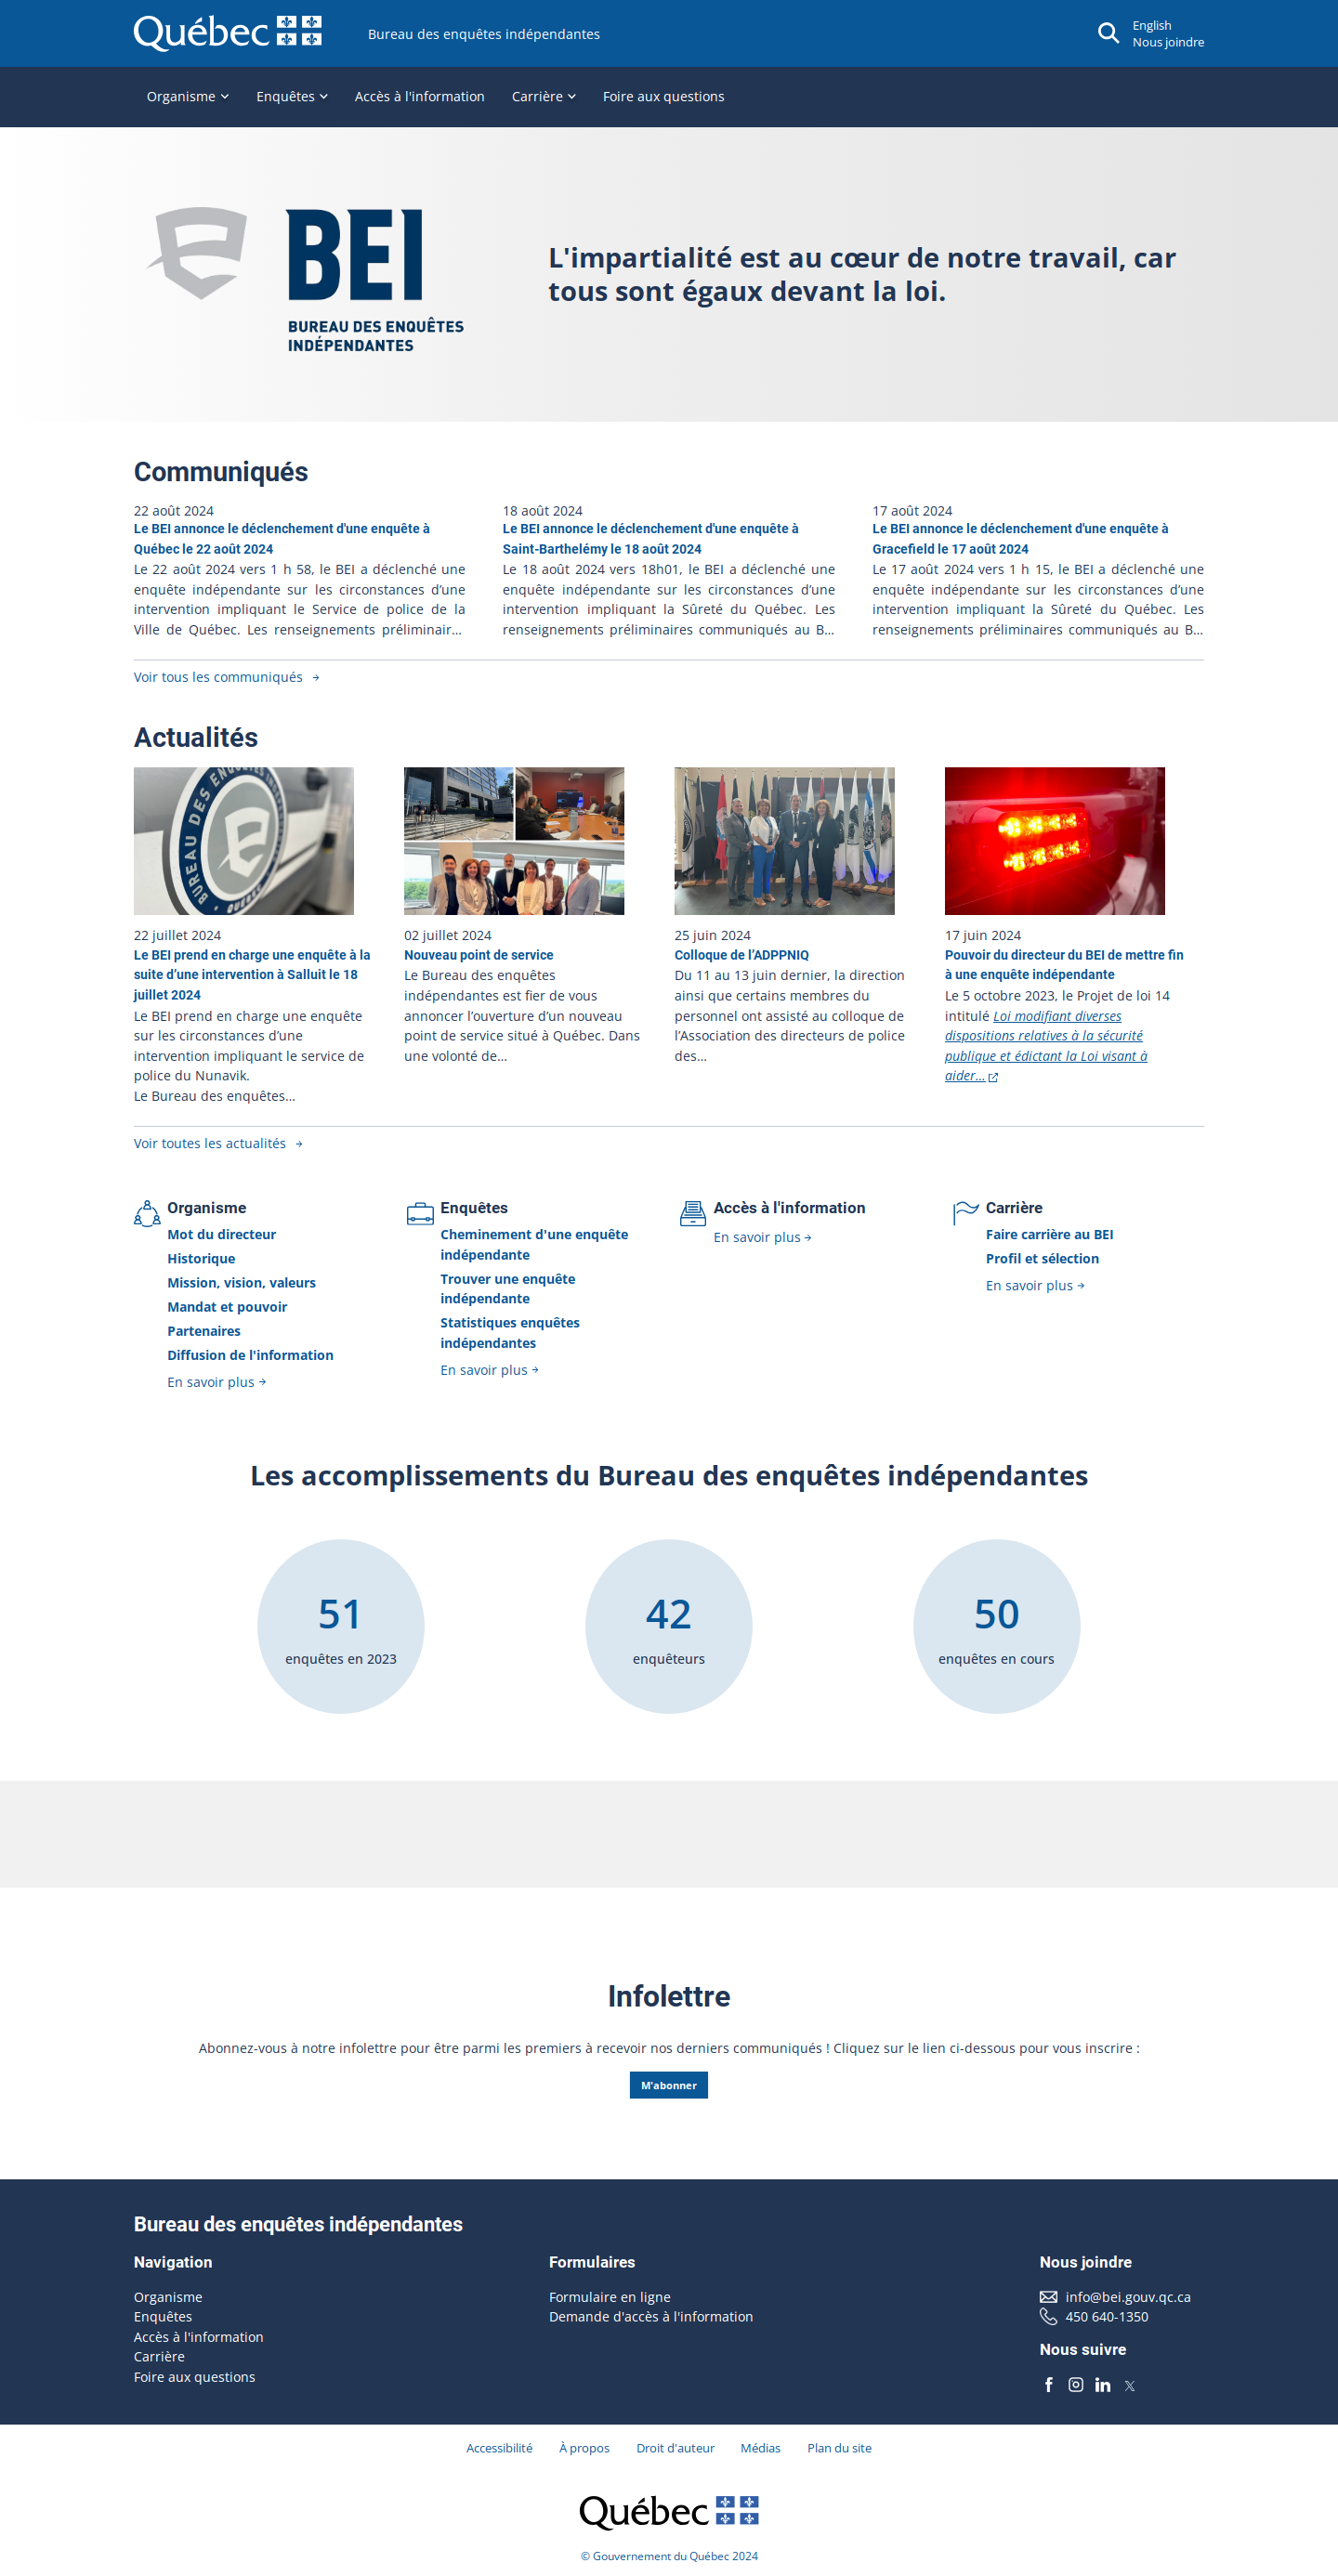 Québec
Bureau des enquêtes indépendantes
English
Nous joindre
Organisme
Enquêtes
Accès à l'information
Carrière
Foire aux questions
BEI
BUREAU DES ENQUÊTES
INDÉPENDANTES
L'impartialité est au cœur de notre travail, car
tous sont égaux devant la loi.
Communiqués
22 août 2024
Le BEI annonce le déclenchement d'une enquête à
Québec le 22 août 2024
Le 22 août 2024 vers 1 h 58, le BEI a déclenché une
enquête indépendante sur les circonstances d’une
intervention impliquant le Service de police de la
Ville de Québec. Les renseignements préliminair…
18 août 2024
Le BEI annonce le déclenchement d'une enquête à
Saint-Barthelémy le 18 août 2024
Le 18 août 2024 vers 18h01, le BEI a déclenché une
enquête indépendante sur les circonstances d’une
intervention impliquant la Sûreté du Québec. Les
renseignements préliminaires communiqués au B…
17 août 2024
Le BEI annonce le déclenchement d'une enquête à
Gracefield le 17 août 2024
Le 17 août 2024 vers 1 h 15, le BEI a déclenché une
enquête indépendante sur les circonstances d’une
intervention impliquant la Sûreté du Québec. Les
renseignements préliminaires communiqués au B…
Voir tous les communiqués
Actualités
BUREAU DES ENQUÊTES
22 juillet 2024
Le BEI prend en charge une enquête à la
suite d’une intervention à Salluit le 18
juillet 2024
Le BEI prend en charge une enquête
sur les circonstances d’une
intervention impliquant le service de
police du Nunavik.
Le Bureau des enquêtes…
02 juillet 2024
Nouveau point de service
Le Bureau des enquêtes
indépendantes est fier de vous
annoncer l’ouverture d’un nouveau
point de service situé à Québec. Dans
une volonté de…
25 juin 2024
Colloque de l’ADPPNIQ
Du 11 au 13 juin dernier, la direction
ainsi que certains membres du
personnel ont assisté au colloque de
l’Association des directeurs de police
des…
17 juin 2024
Pouvoir du directeur du BEI de mettre fin
à une enquête indépendante
Le 5 octobre 2023, le Projet de loi 14
intitulé Loi modifiant diverses
dispositions relatives à la sécurité
publique et édictant la Loi visant à
aider…
Voir toutes les actualités
Organisme
Mot du directeur
Historique
Mission, vision, valeurs
Mandat et pouvoir
Partenaires
Diffusion de l'information
En savoir plus
Enquêtes
Cheminement d'une enquête
indépendante
Trouver une enquête
indépendante
Statistiques enquêtes
indépendantes
En savoir plus
Accès à l'information
En savoir plus
Carrière
Faire carrière au BEI
Profil et sélection
En savoir plus
Les accomplissements du Bureau des enquêtes indépendantes
51
enquêtes en 2023
42
enquêteurs
50
enquêtes en cours
Infolettre
Abonnez-vous à notre infolettre pour être parmi les premiers à recevoir nos derniers communiqués ! Cliquez sur le lien ci-dessous pour vous inscrire :
M'abonner
Bureau des enquêtes indépendantes
Navigation
Organisme
Enquêtes
Accès à l'information
Carrière
Foire aux questions
Formulaires
Formulaire en ligne
Demande d'accès à l'information
Nous joindre
info@bei.gouv.qc.ca
450 640-1350
Nous suivre
Accessibilité
À propos
Droit d'auteur
Médias
Plan du site
Québec
© Gouvernement du Québec 2024